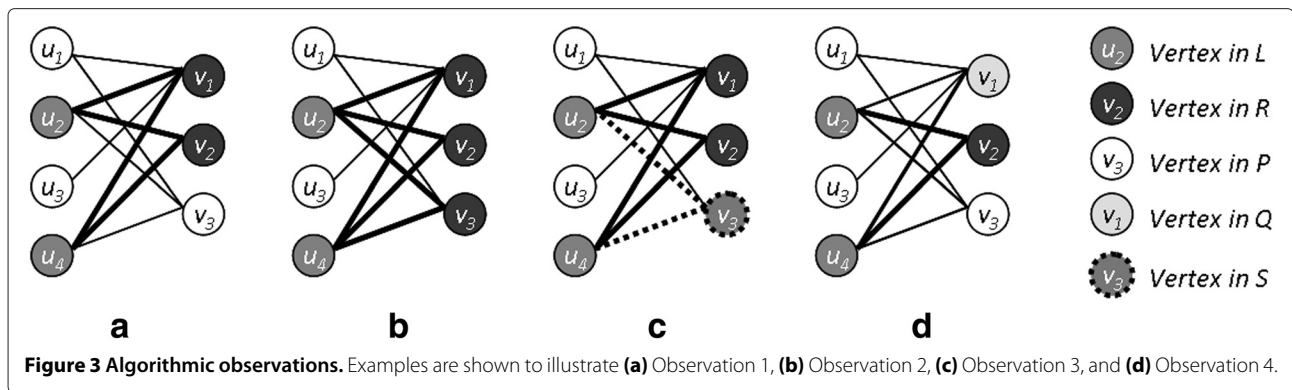 u1 v1 u2 v2 u3 v3 u4
a
u1 v1 u2 v2 u3 v3 u4
b
u1 v1 u2 v2 u3 v3 u4
c
u1 v1 u2 v2 u3 v3 u4
d
u2 Vertex in L
v2 Vertex in R
v3 Vertex in P
v1 Vertex in Q
v3 Vertex in S
Figure 3 Algorithmic observations. Examples are shown to illustrate (a) Observation 1, (b) Observation 2, (c) Observation 3, and (d) Observation 4.